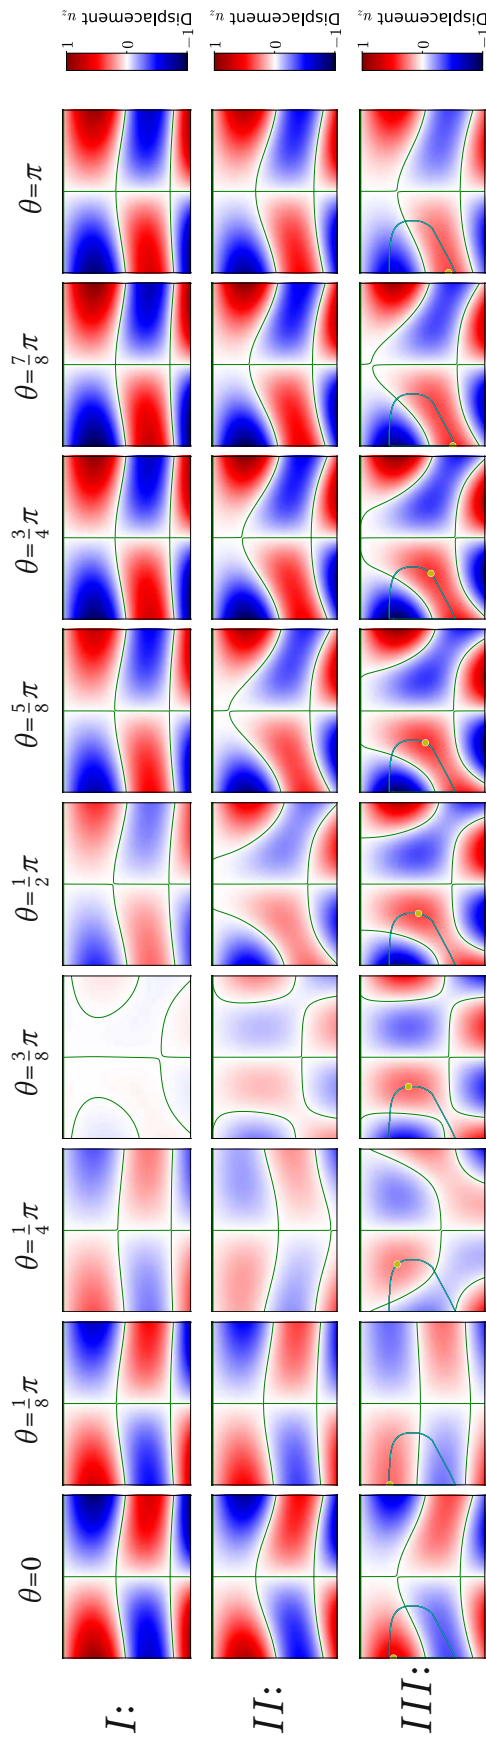 θ=0 θ=1/8π θ=1/4π θ=3/8π θ=1/2π θ=5/8π θ=3/4π θ=7/8π θ=π
I: 1 0 −1 Displacement u_z
II: 1 0 −1 Displacement u_z
III: 1 0 −1 Displacement u_z